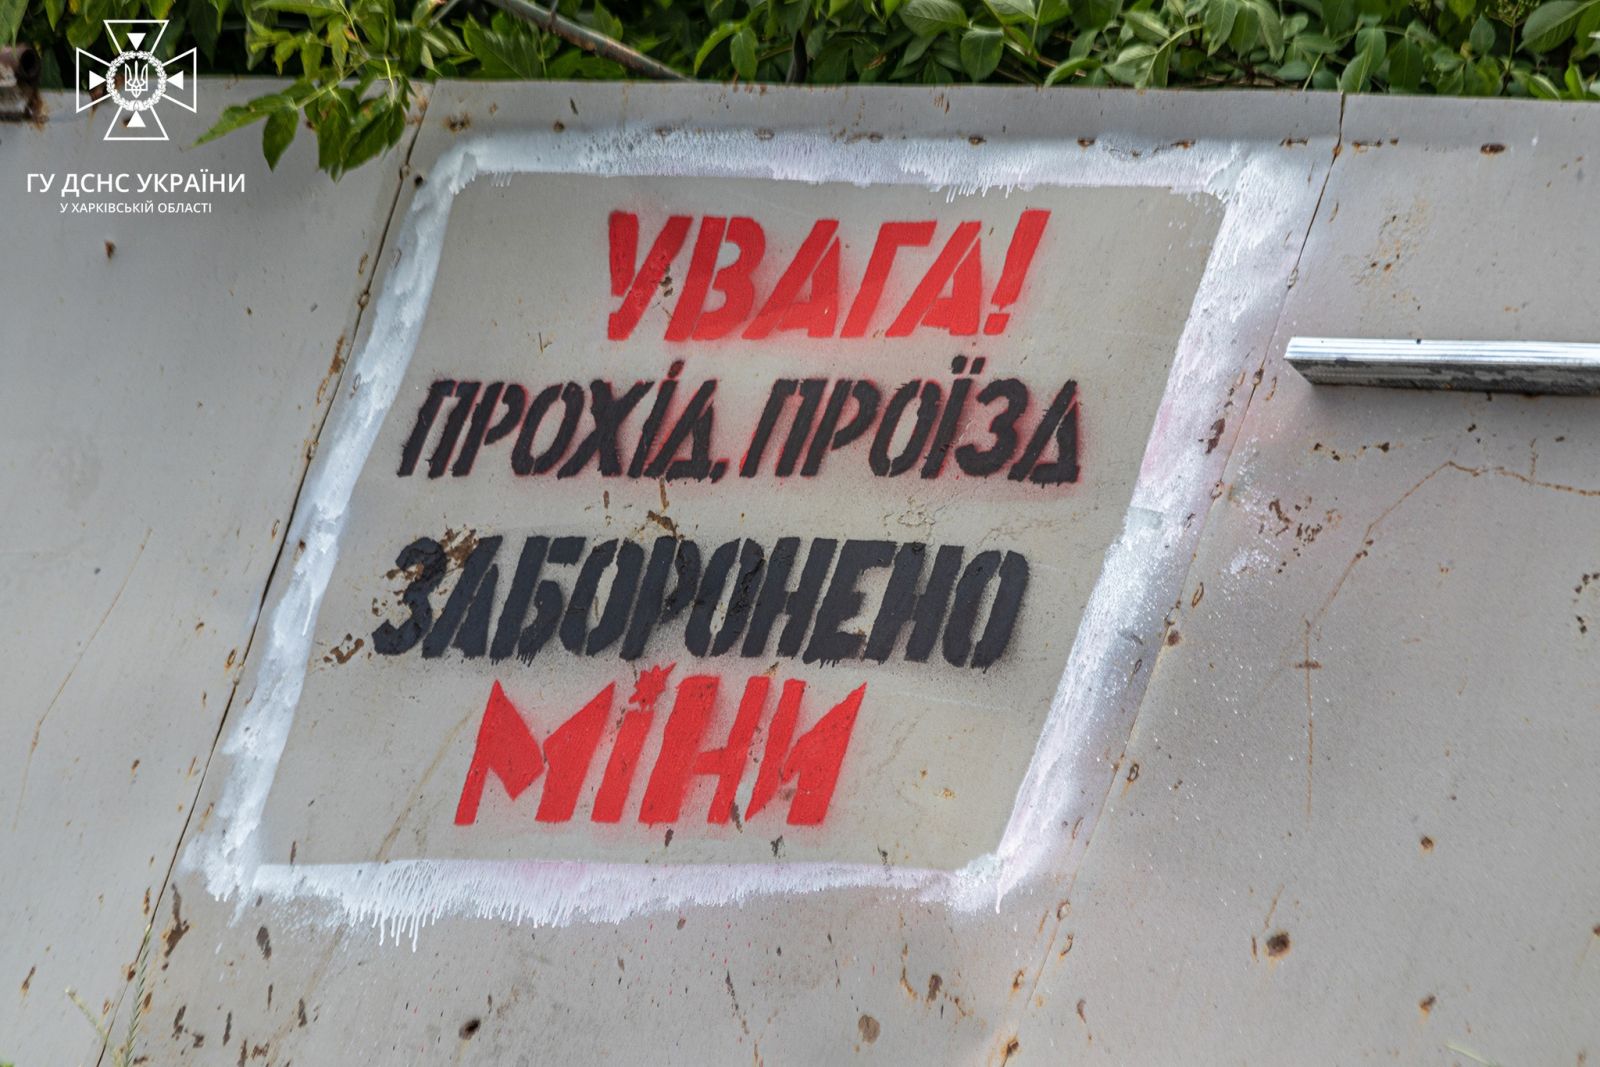 ГУ ДСНС УКРАЇНИ
У ХАРКІВСЬКІЙ ОБЛАСТІ
УВАГА!
ПРОХІД, ПРОЇЗД
ЗАБОРОНЕНО
МІНИ